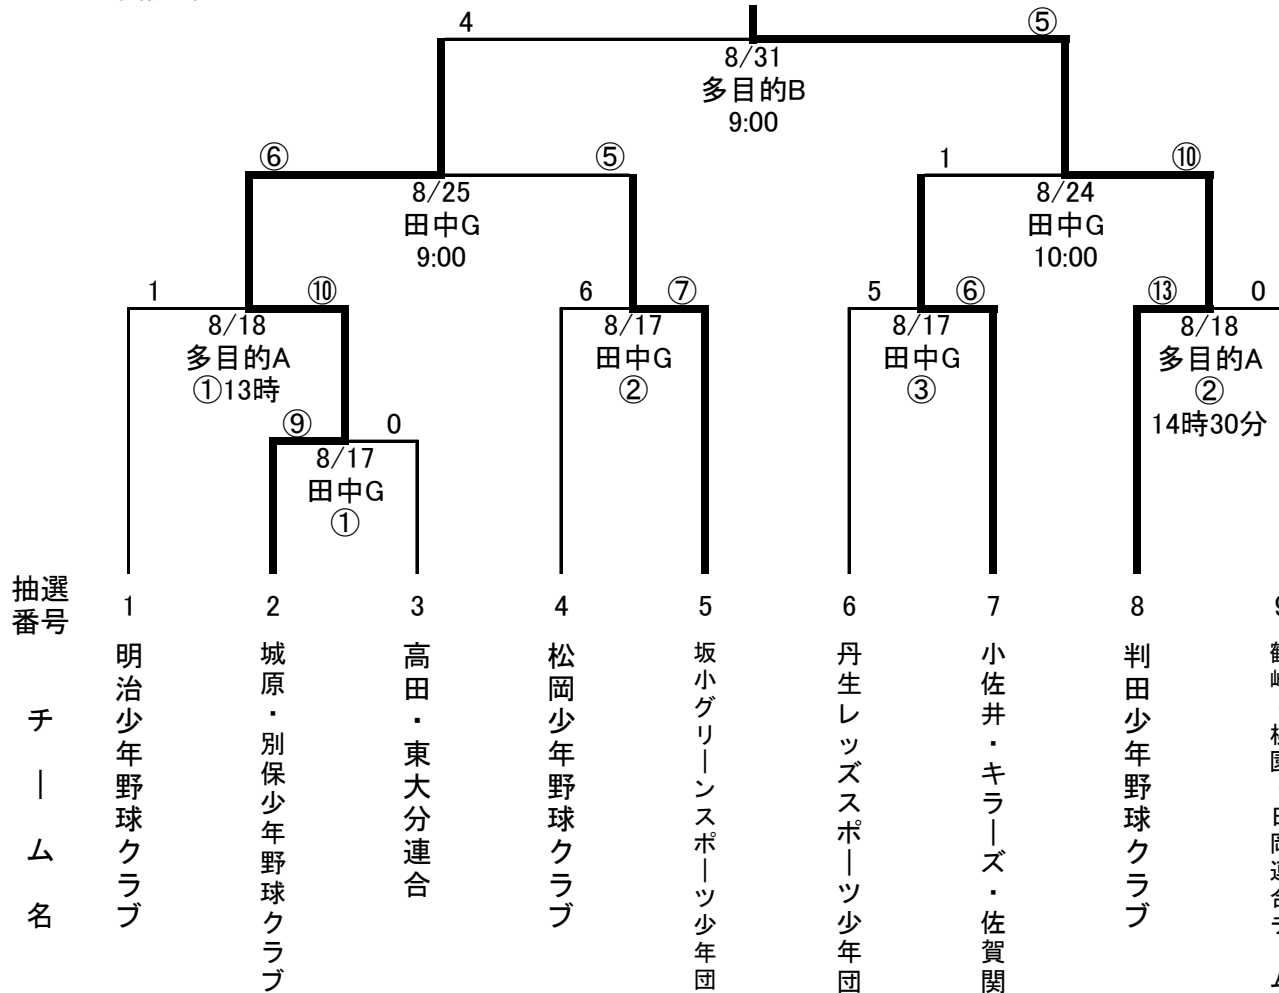 4
⑤
8/31
多目的B
9:00
⑥
⑤
1
⑩
8/25
田中G
9:00
8/24
田中G
10:00
1
⑩
6
⑦
5
⑥
⑬
0
8/18
多目的A
①13時
8/17
田中G
②
8/17
田中G
③
8/18
多目的A
②
14時30分
⑨
0
8/17
田中G
①
抽選
番号
1
2
3
4
5
6
7
8
チーム名
明治少年野球クラブ
城原・別保少年野球クラブ
高田・東大分連合
松岡少年野球クラブ
坂小グリーンスポーツ少年団
丹生レッズスポーツ少年団
小佐井・キラーズ・佐賀関
判田少年野球クラブ